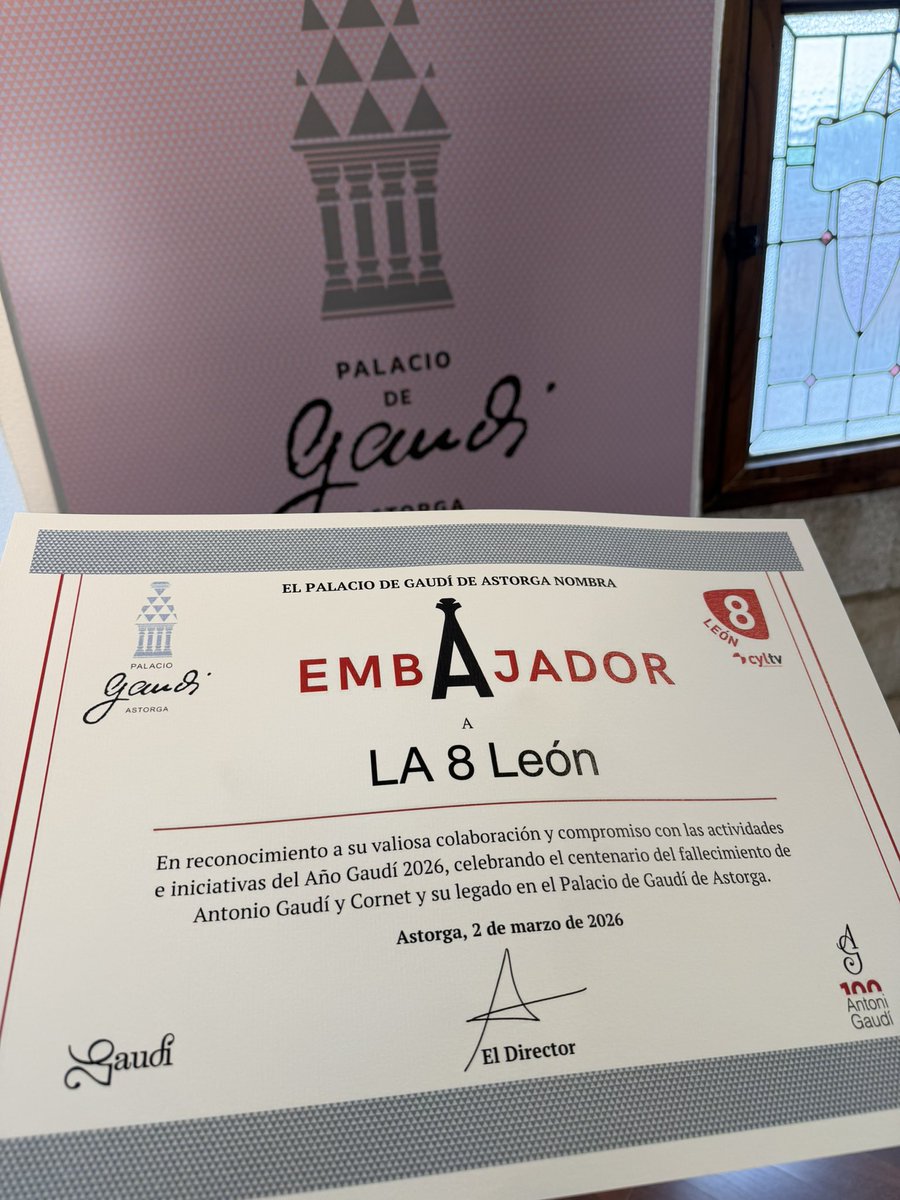 PALACIO
DE
Gaudí
ASTORGA
EL PALACIO DE GAUDÍ DE ASTORGA NOMBRA
PALACIO
Gaudí
ASTORGA
8
LEÓN
cyltv
EMBAJADOR
A
LA 8 León
En reconocimiento a su valiosa colaboración y compromiso con las actividades
e iniciativas del Año Gaudí 2026, celebrando el centenario del fallecimiento de
Antonio Gaudí y Cornet y su legado en el Palacio de Gaudí de Astorga.
Astorga, 2 de marzo de 2026
El Director
Gaudí
AG
100
Antoni
Gaudí